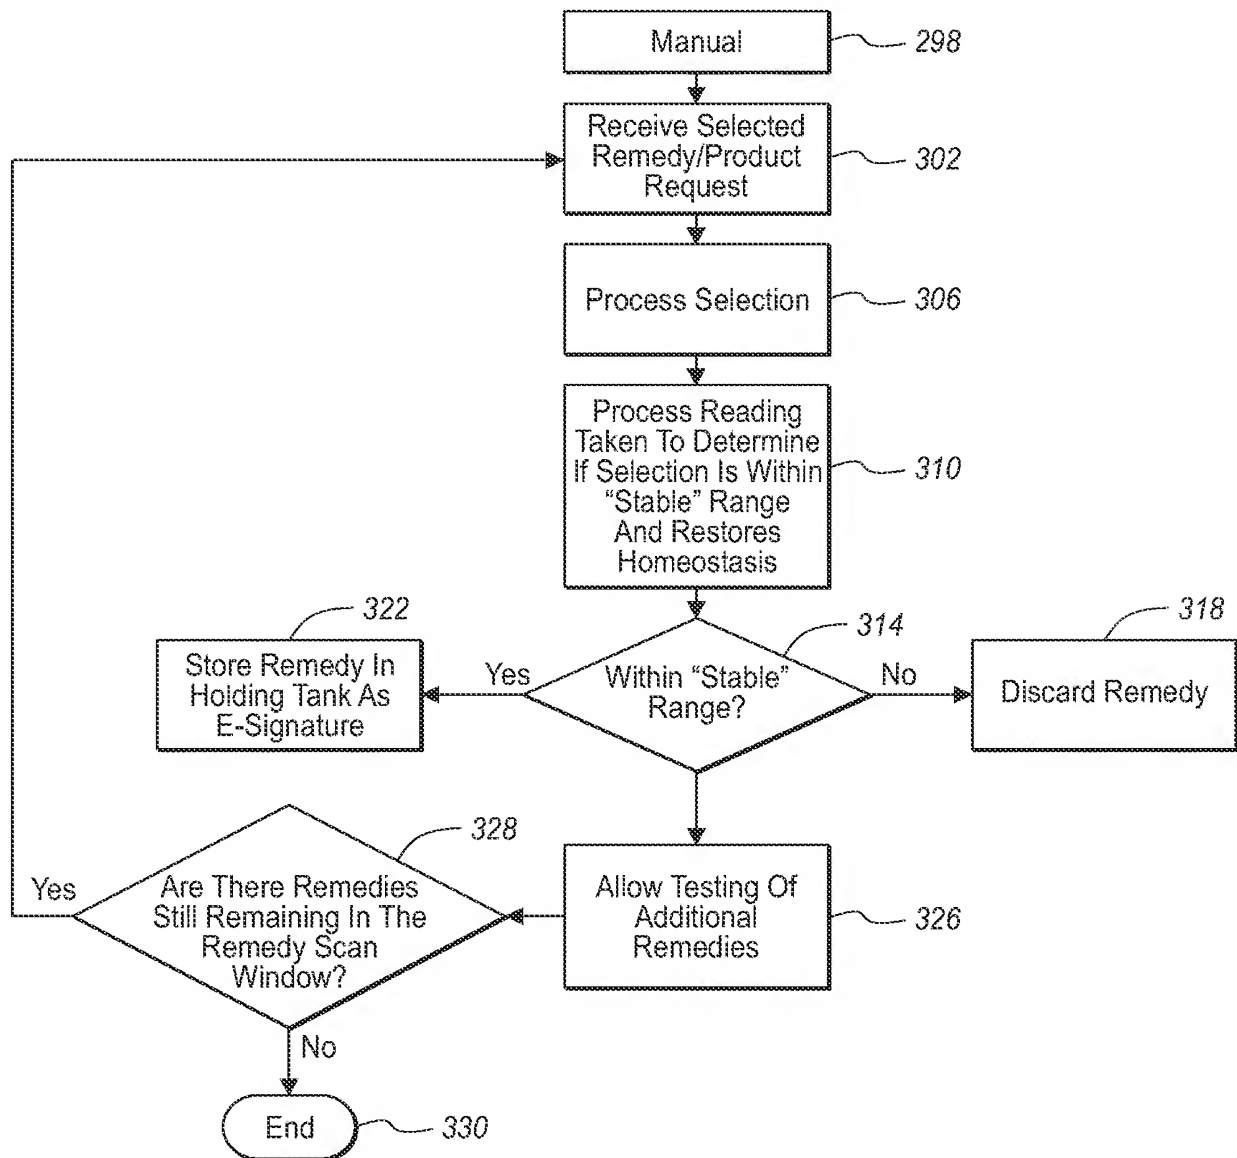 Manual
298
Receive Selected
Remedy/Product
Request
302
Process Selection
306
Process Reading
Taken To Determine
If Selection Is Within
“Stable” Range
And Restores
Homeostasis
310
322
Store Remedy In
Holding Tank As
E-Signature
Yes
314
Within “Stable”
Range?
No
318
Discard Remedy
328
Yes
Are There Remedies
Still Remaining In The
Remedy Scan
Window?
Allow Testing Of
Additional
Remedies
326
No
End
330